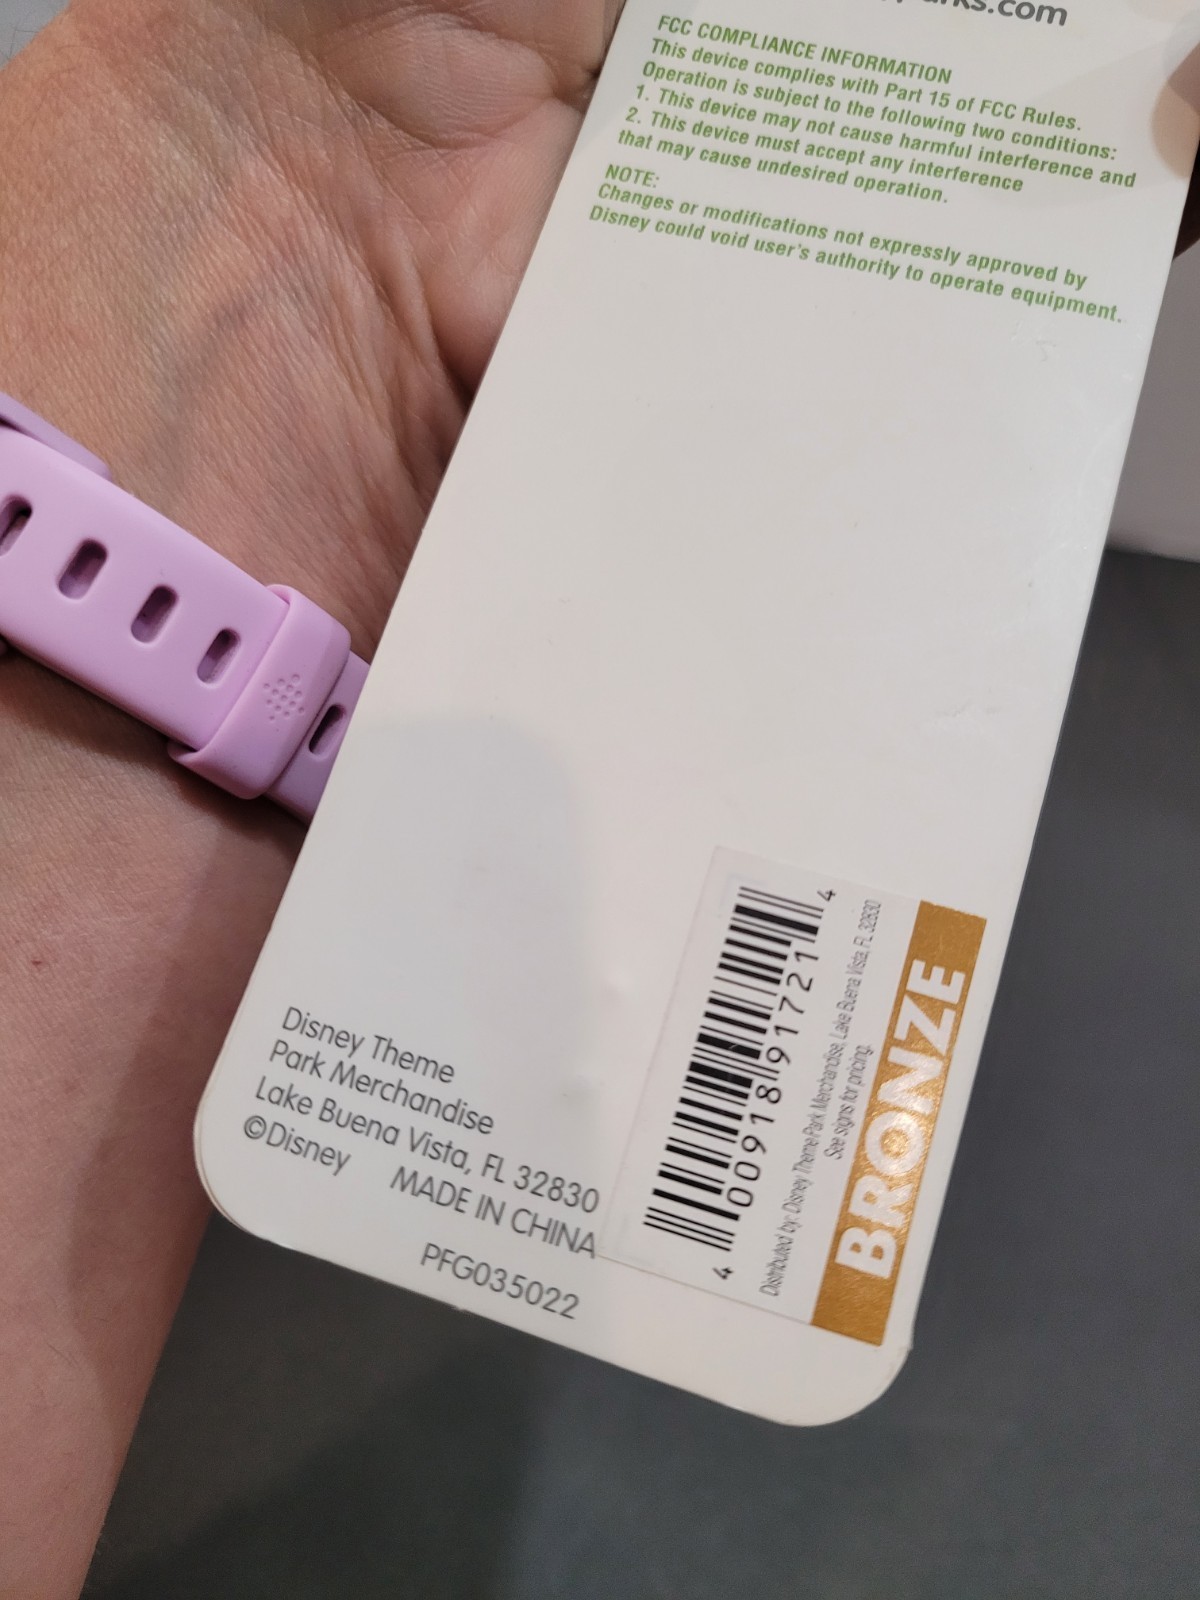 FCC COMPLIANCE INFORMATION
This device complies with Part 15 of FCC Rules.
Operation is subject to the following two conditions:
1. This device may not cause harmful interference and
2. This device must accept any interference
that may cause undesired operation.
NOTE:
Changes or modifications not expressly approved by
Disney could void user's authority to operate equipment.
Disney Theme
Park Merchandise
Lake Buena Vista, FL 32830
©Disney MADE IN CHINA
PFG035022
4 00918 91721 4
Distributed by: Disney Theme Park Merchandise, Lake Buena Vista, FL 32830
See signs for pricing.
BRONZE